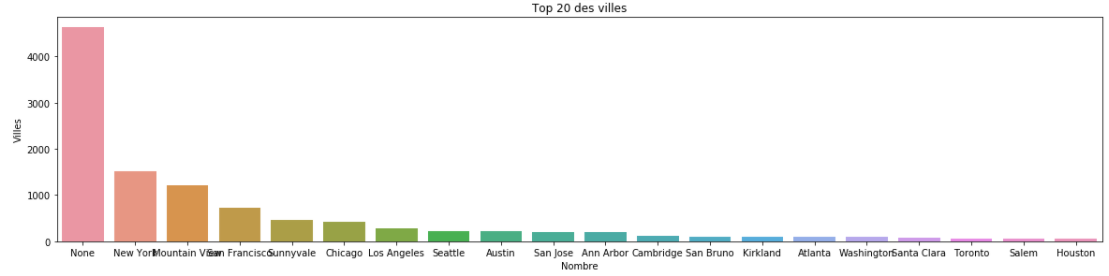 Top 20 des villes
4000
3000
2000
1000
0
Villes
None New York Mountain View San Francisco Sunnyvale Chicago Los Angeles Seattle Austin San Jose Ann Arbor Cambridge San Bruno Kirkland Atlanta Washington Santa Clara Toronto Salem Houston
Nombre